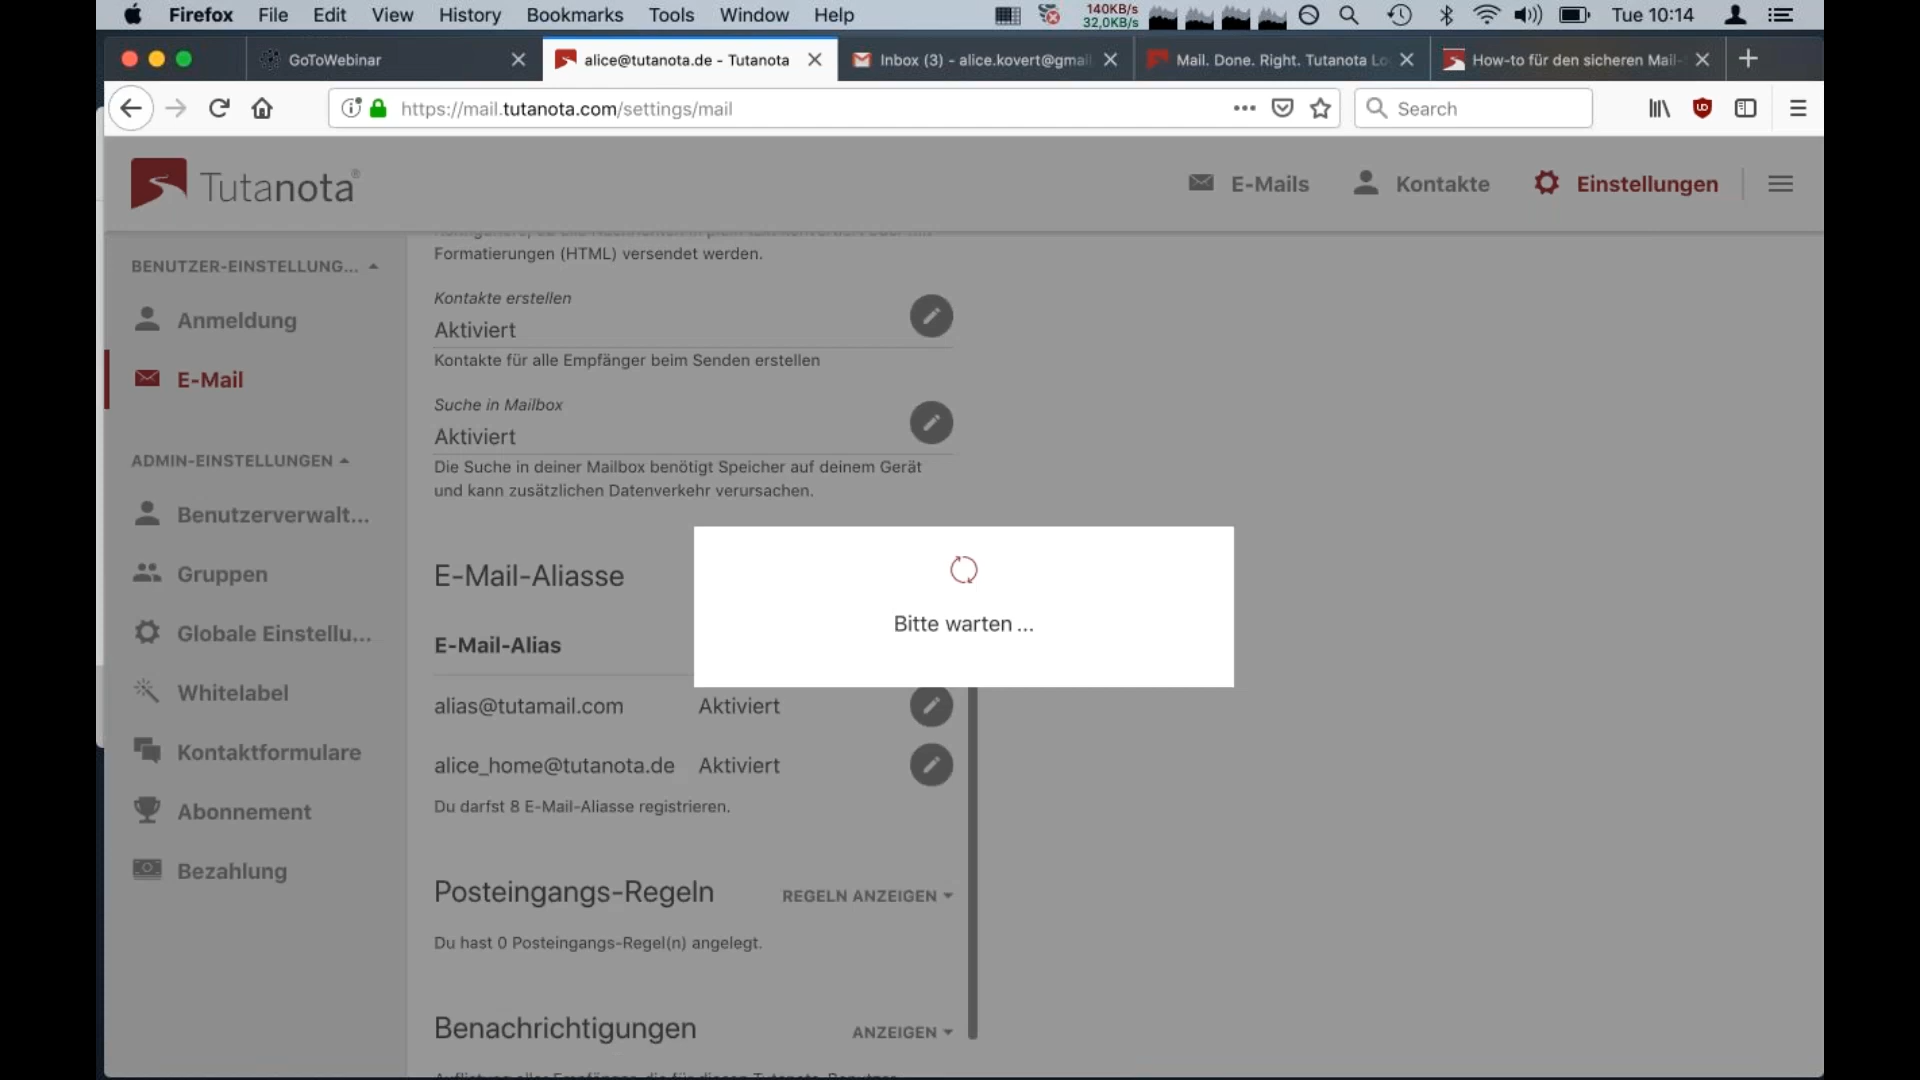 Firefox File Edit View History Bookmarks Tools Window Help 140KB/s 32,0KB/s Tue 10:14
GoToWebinar alice@tutanota.de - Tutanota Inbox (3) - alice.kovert@gmai Mail. Done. Right. Tutanota Lo How-to für den sicheren Mail-
https://mail.tutanota.com/settings/mail Search
Tutanota® E-Mails Kontakte Einstellungen
BENUTZER-EINSTELLUNG...
Anmeldung
E-Mail
ADMIN-EINSTELLUNGEN
Benutzerverwalt...
Gruppen
Globale Einstellu...
Whitelabel
Kontaktformulare
Abonnement
Bezahlung
Formatierungen (HTML) versendet werden.
Kontakte erstellen
Aktiviert
Kontakte für alle Empfänger beim Senden erstellen
Suche in Mailbox
Aktiviert
Die Suche in deiner Mailbox benötigt Speicher auf deinem Gerät
und kann zusätzlichen Datenverkehr verursachen.
Bitte warten ...
E-Mail-Aliasse
E-Mail-Alias
alias@tutamail.com Aktiviert
alice_home@tutanota.de Aktiviert
Du darfst 8 E-Mail-Aliasse registrieren.
Posteingangs-Regeln REGELN ANZEIGEN
Du hast 0 Posteingangs-Regel(n) angelegt.
Benachrichtigungen ANZEIGEN